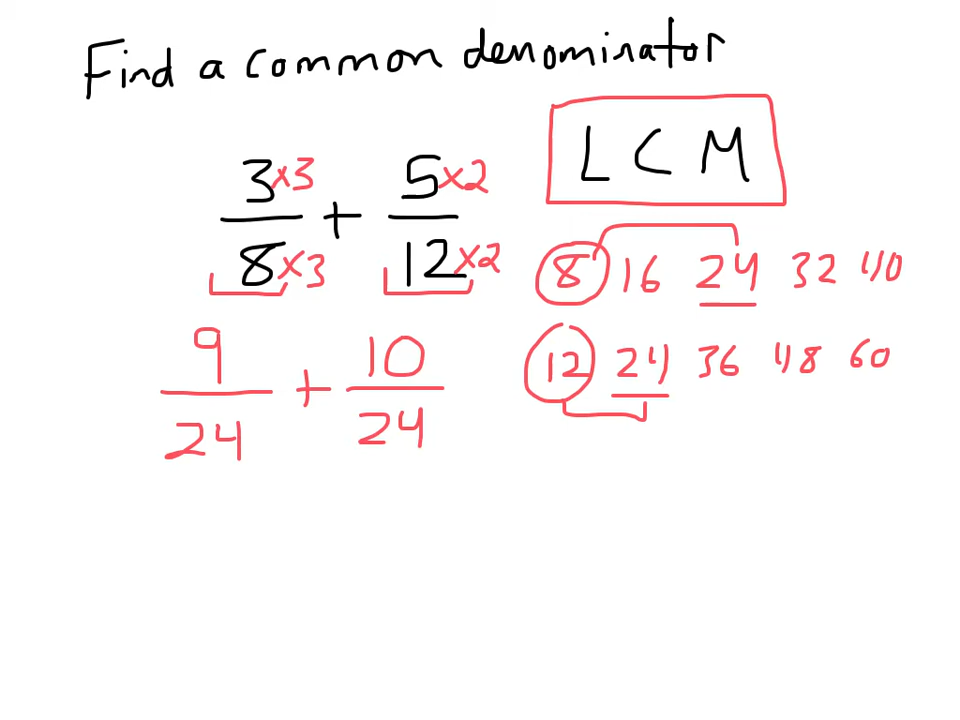 Find a common denominator
LCM
3×3 + 5×2
8×3 12×2
8 16 24 32 40
12 24 36 48 60
9 + 10
24 24